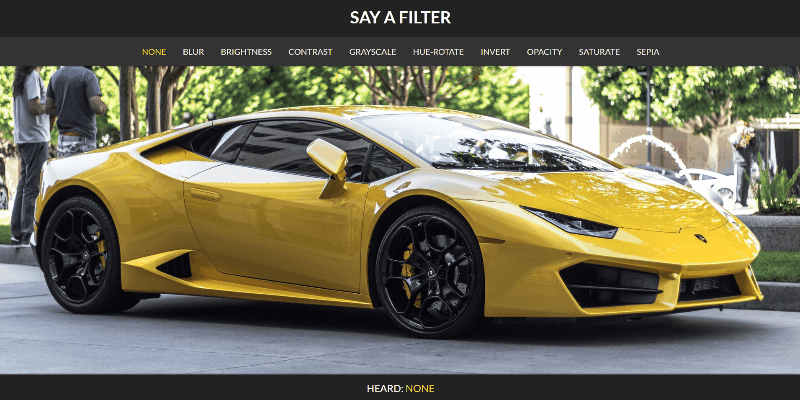 SAY A FILTER
NONE BLUR BRIGHTNESS CONTRAST GRAYSCALE HUE-ROTATE INVERT OPACITY SATURATE SEPIA
HEARD: NONE